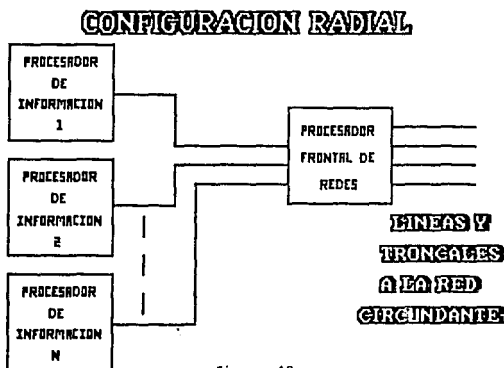 CONFIGURACION RADIAL
PROCESADOR
DE
INFORMACION
1
PROCESADOR
DE
INFORMACION
2
PROCESADOR
DE
INFORMACION
N
PROCESADOR
FRONTAL DE
REDES
LINEAS Y
TRONCALES
A LA RED
CIRCUNDANTE